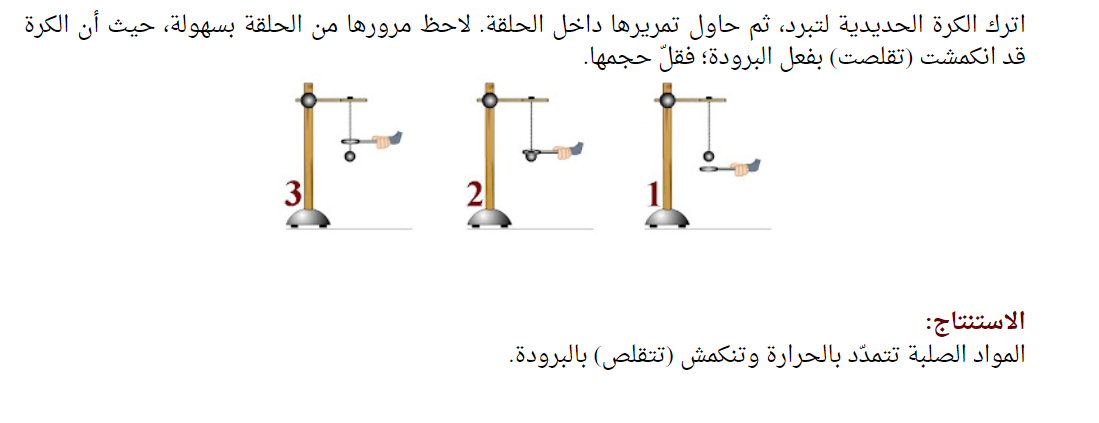 اترك الكرة الحديدية لتبرد، ثم حاول تمريرها داخل الحلقة. لاحظ مرورها من الحلقة بسهولة، حيث أن الكرة
قد انكمشت (تقلصت) بفعل البرودة؛ فقلّ حجمها.
1
2
3
الاستنتاج:
المواد الصلبة تتمدّد بالحرارة وتنكمش (تتقلص) بالبرودة.